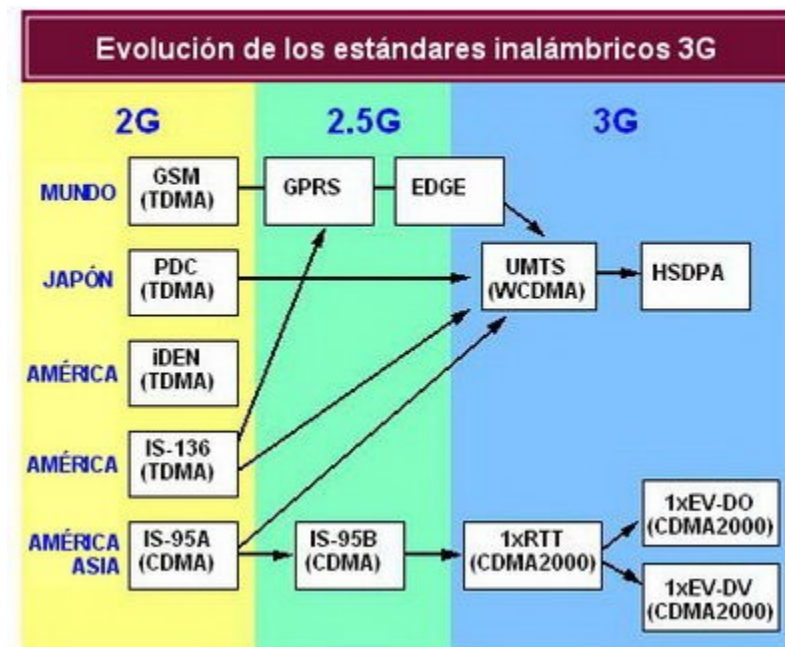 Evolución de los estándares inalámbricos 3G
2G 2.5G 3G
MUNDO
GSM
(TDMA)
GPRS
EDGE
JAPÓN
PDC
(TDMA)
UMTS
(WCDMA)
HSDPA
AMÉRICA
iDEN
(TDMA)
AMÉRICA
IS-136
(TDMA)
AMÉRICA
ASIA
IS-95A
(CDMA)
IS-95B
(CDMA)
1xRTT
(CDMA2000)
1xEV-DO
(CDMA2000)
1xEV-DV
(CDMA2000)